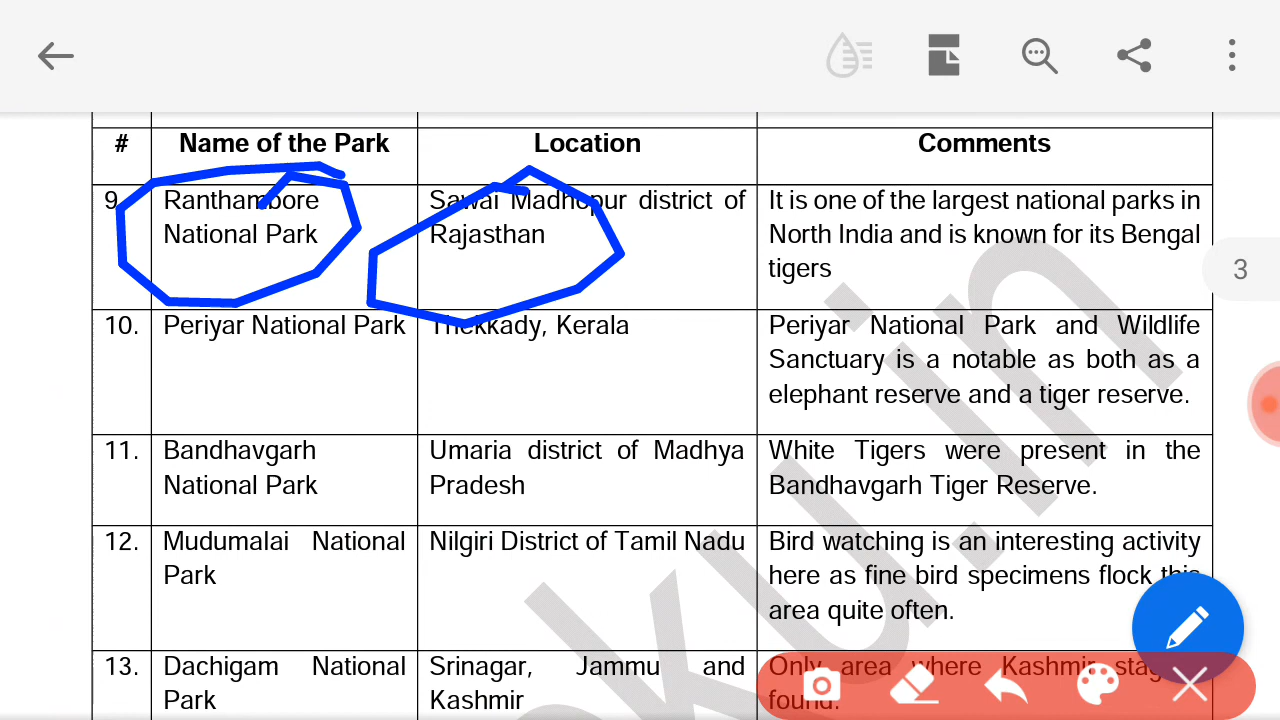 # Name of the Park Location Comments
9. Ranthambore Sawai Madhopur district of It is one of the largest national parks in
National Park Rajasthan North India and is known for its Bengal
tigers
3
10. Periyar National Park Thekkady, Kerala Periyar National Park and Wildlife
Sanctuary is a notable as both as a
elephant reserve and a tiger reserve.
11. Bandhavgarh Umaria district of Madhya White Tigers were present in the
National Park Pradesh Bandhavgarh Tiger Reserve.
12. Mudumalai National Nilgiri District of Tamil Nadu Bird watching is an interesting activity
Park here as fine bird specimens flock this
area quite often.
13. Dachigam National Srinagar, Jammu and Only area where Kashmir
Park Kashmir found.